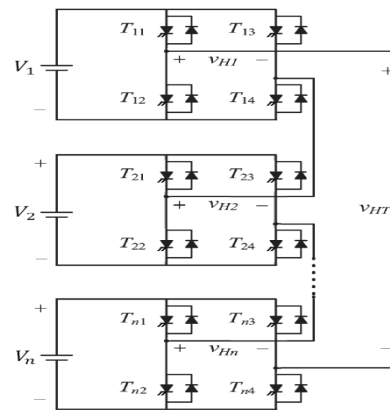 T11 T13
V1 + vH1 − +
T12 T14
−
+ T21 T23
V2 + vH2 − vHT
T22 T24
−
+ Tn1 Tn3
Vn + vHn − −
Tn2 Tn4
−